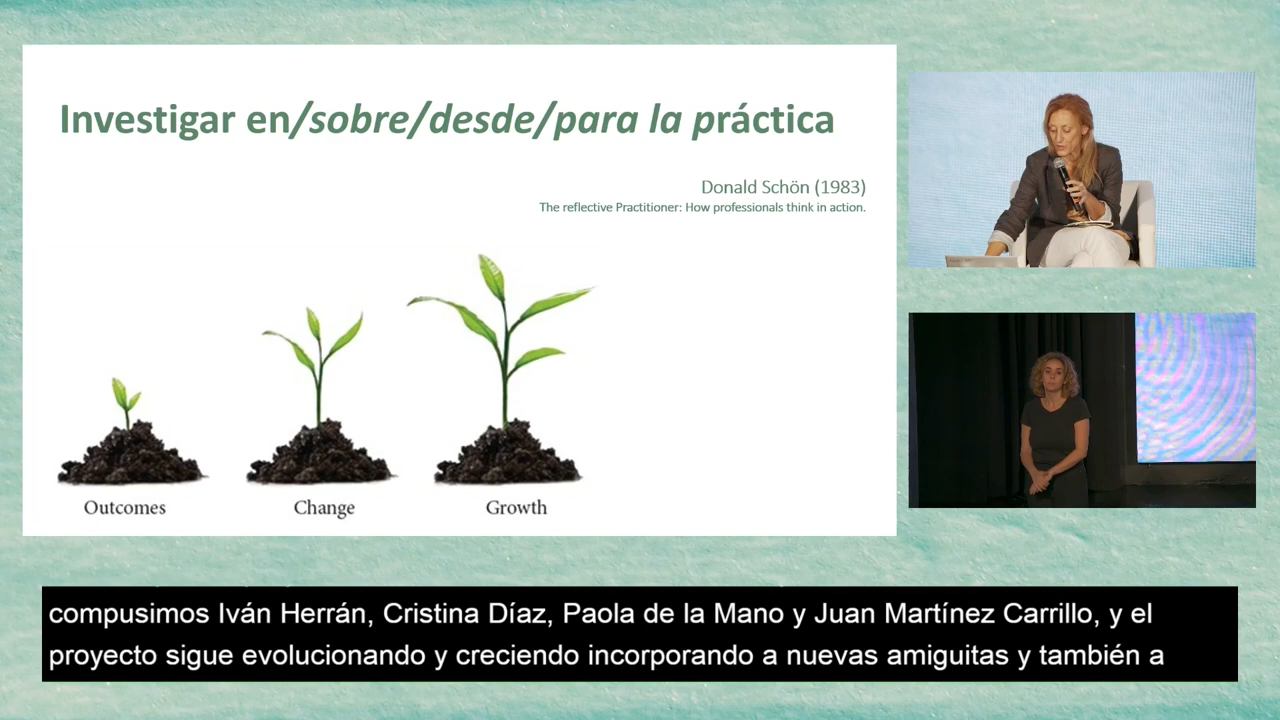 Investigar en/sobre/desde/para la práctica
Donald Schön (1983)
The reflective Practitioner: How professionals think in action.
Outcomes
Change
Growth
compusimos Iván Herrán, Cristina Díaz, Paola de la Mano y Juan Martínez Carrillo, y el
proyecto sigue evolucionando y creciendo incorporando a nuevas amiguitas y también a